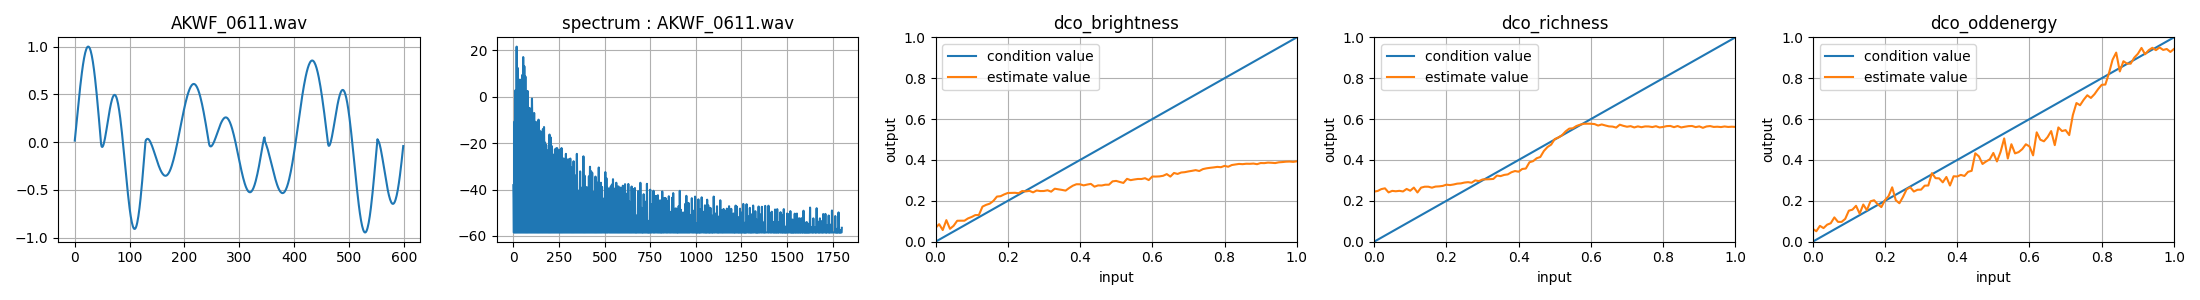 AKWF_0611.wav
1.0
0.5
0.0
−0.5
−1.0
0 100 200 300 400 500 600
spectrum : AKWF_0611.wav
20
0
−20
−40
−60
0 250 500 750 1000 1250 1500 1750
dco_brightness
condition value
estimate value
output
1.0
0.8
0.6
0.4
0.2
0.0
0.0 0.2 0.4 0.6 0.8 1.0
input
dco_richness
condition value
estimate value
output
1.0
0.8
0.6
0.4
0.2
0.0
0.0 0.2 0.4 0.6 0.8 1.0
input
dco_oddenergy
condition value
estimate value
output
1.0
0.8
0.6
0.4
0.2
0.0
0.0 0.2 0.4 0.6 0.8 1.0
input